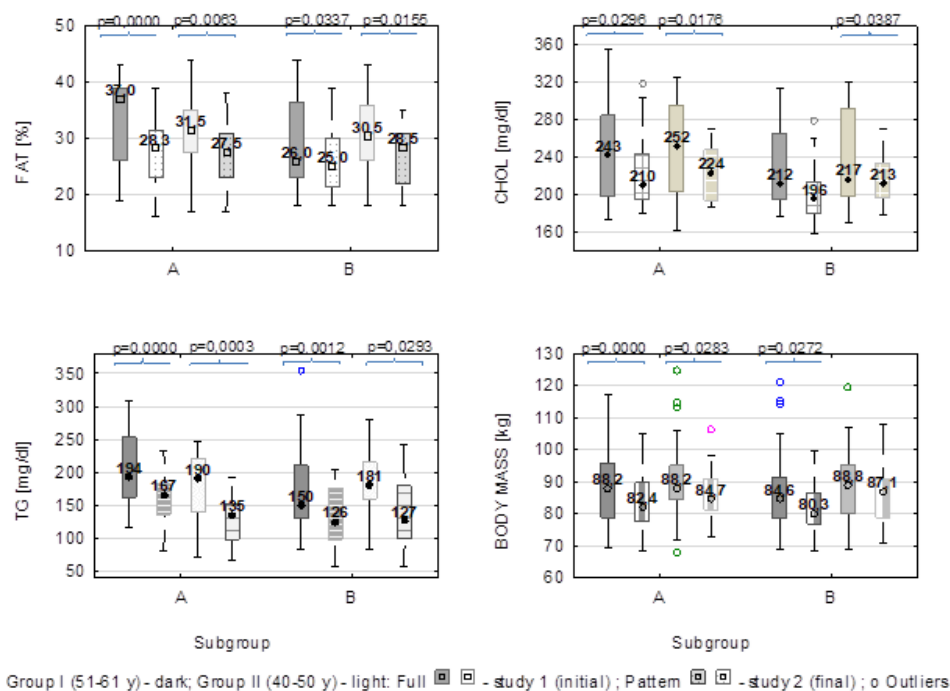 p=0.0000 p=0.0063 p=0.0337 p=0.0155
50
40
30
20
10
FAT [%]
37.0 28.3 31.5 27.5 26.0 25.0 30.5 28.5
A B
p=0.0296 p=0.0176 p=0.0387
360
320
280
240
200
160
CHOL [mg/dl]
243 210 252 224 212 196 217 213
A B
p=0.0000 p=0.0003 p=0.0012 p=0.0293
350
300
250
200
150
100
50
TG [mg/dl]
194 167 190 135 150 126 181 127
A B
Subgroup
p=0.0000 p=0.0283 p=0.0272
130
120
110
100
90
80
70
60
BODY MASS [kg]
88.2 82.4 88.2 84.7 84.6 80.3 88.8 87.1
A B
Subgroup
Group I (51-61 y) - dark; Group II (40-50 y) - light: Full - study 1 (initial) ; Pattern - study 2 (final) ; o Outliers